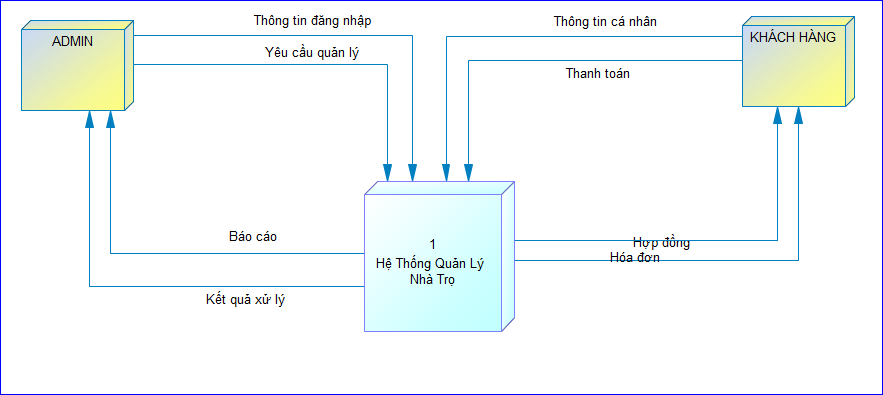 Thông tin đăng nhập
Thông tin cá nhân
ADMIN
KHÁCH HÀNG
Yêu cầu quản lý
Thanh toán
Báo cáo
1
Hệ Thống Quản Lý
Nhà Trọ
Hợp đồng
Hóa đơn
Kết quả xử lý